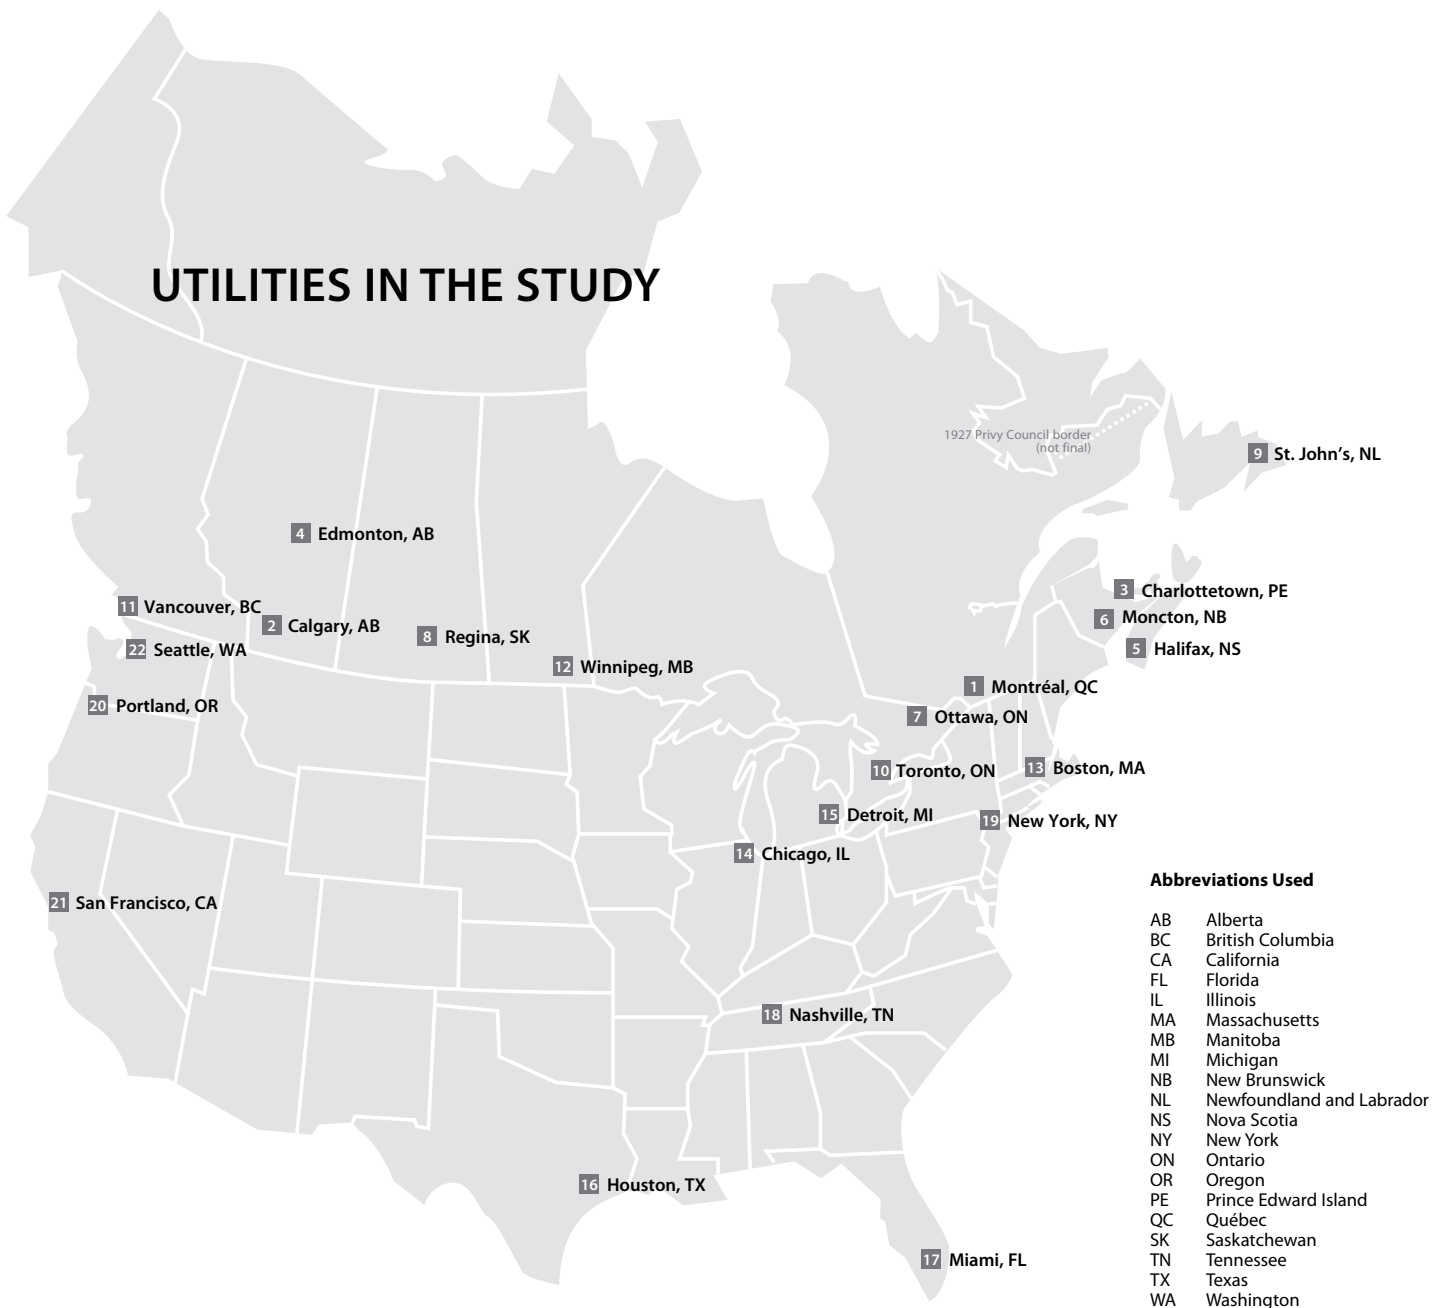 UTILITIES IN THE STUDY
1927 Privy Council border
(not final)
9 St. John’s, NL
4 Edmonton, AB
3 Charlottetown, PE
11 Vancouver, BC
6 Moncton, NB
2 Calgary, AB
8 Regina, SK
5 Halifax, NS
22 Seattle, WA
12 Winnipeg, MB
1 Montréal, QC
20 Portland, OR
7 Ottawa, ON
13 Boston, MA
10 Toronto, ON
15 Detroit, MI
19 New York, NY
14 Chicago, IL
21 San Francisco, CA
18 Nashville, TN
16 Houston, TX
17 Miami, FL
Abbreviations Used
AB Alberta
BC British Columbia
CA California
FL Florida
IL Illinois
MA Massachusetts
MB Manitoba
MI Michigan
NB New Brunswick
NL Newfoundland and Labrador
NS Nova Scotia
NY New York
ON Ontario
OR Oregon
PE Prince Edward Island
QC Québec
SK Saskatchewan
TN Tennessee
TX Texas
WA Washington